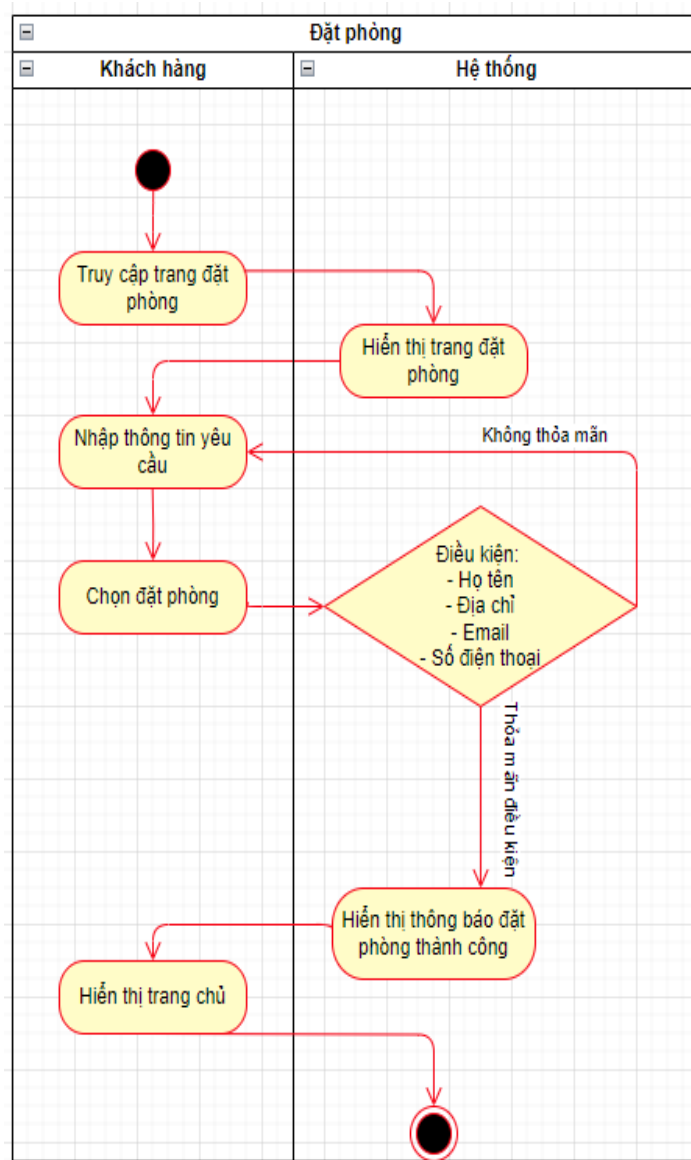 Đặt phòng
Khách hàng
Hệ thống
Truy cập trang đặt
phòng
Hiển thị trang đặt
phòng
Nhập thông tin yêu
cầu
Không thỏa mãn
Chọn đặt phòng
Điều kiện:
- Họ tên
- Địa chỉ
- Email
- Số điện thoại
Thỏa mãn điều kiện
Hiển thị thông báo đặt
phòng thành công
Hiển thị trang chủ